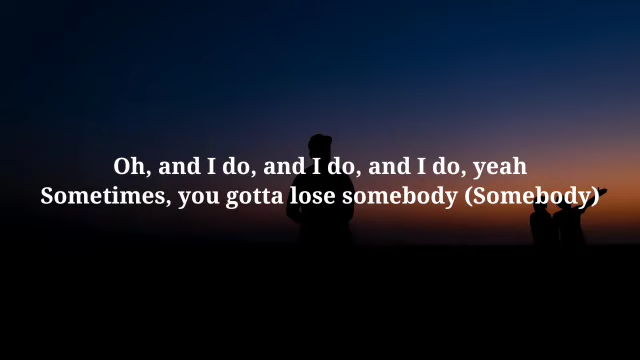 Oh, and I do, and I do, and I do, yeah
Sometimes, you gotta lose somebody (Somebody)